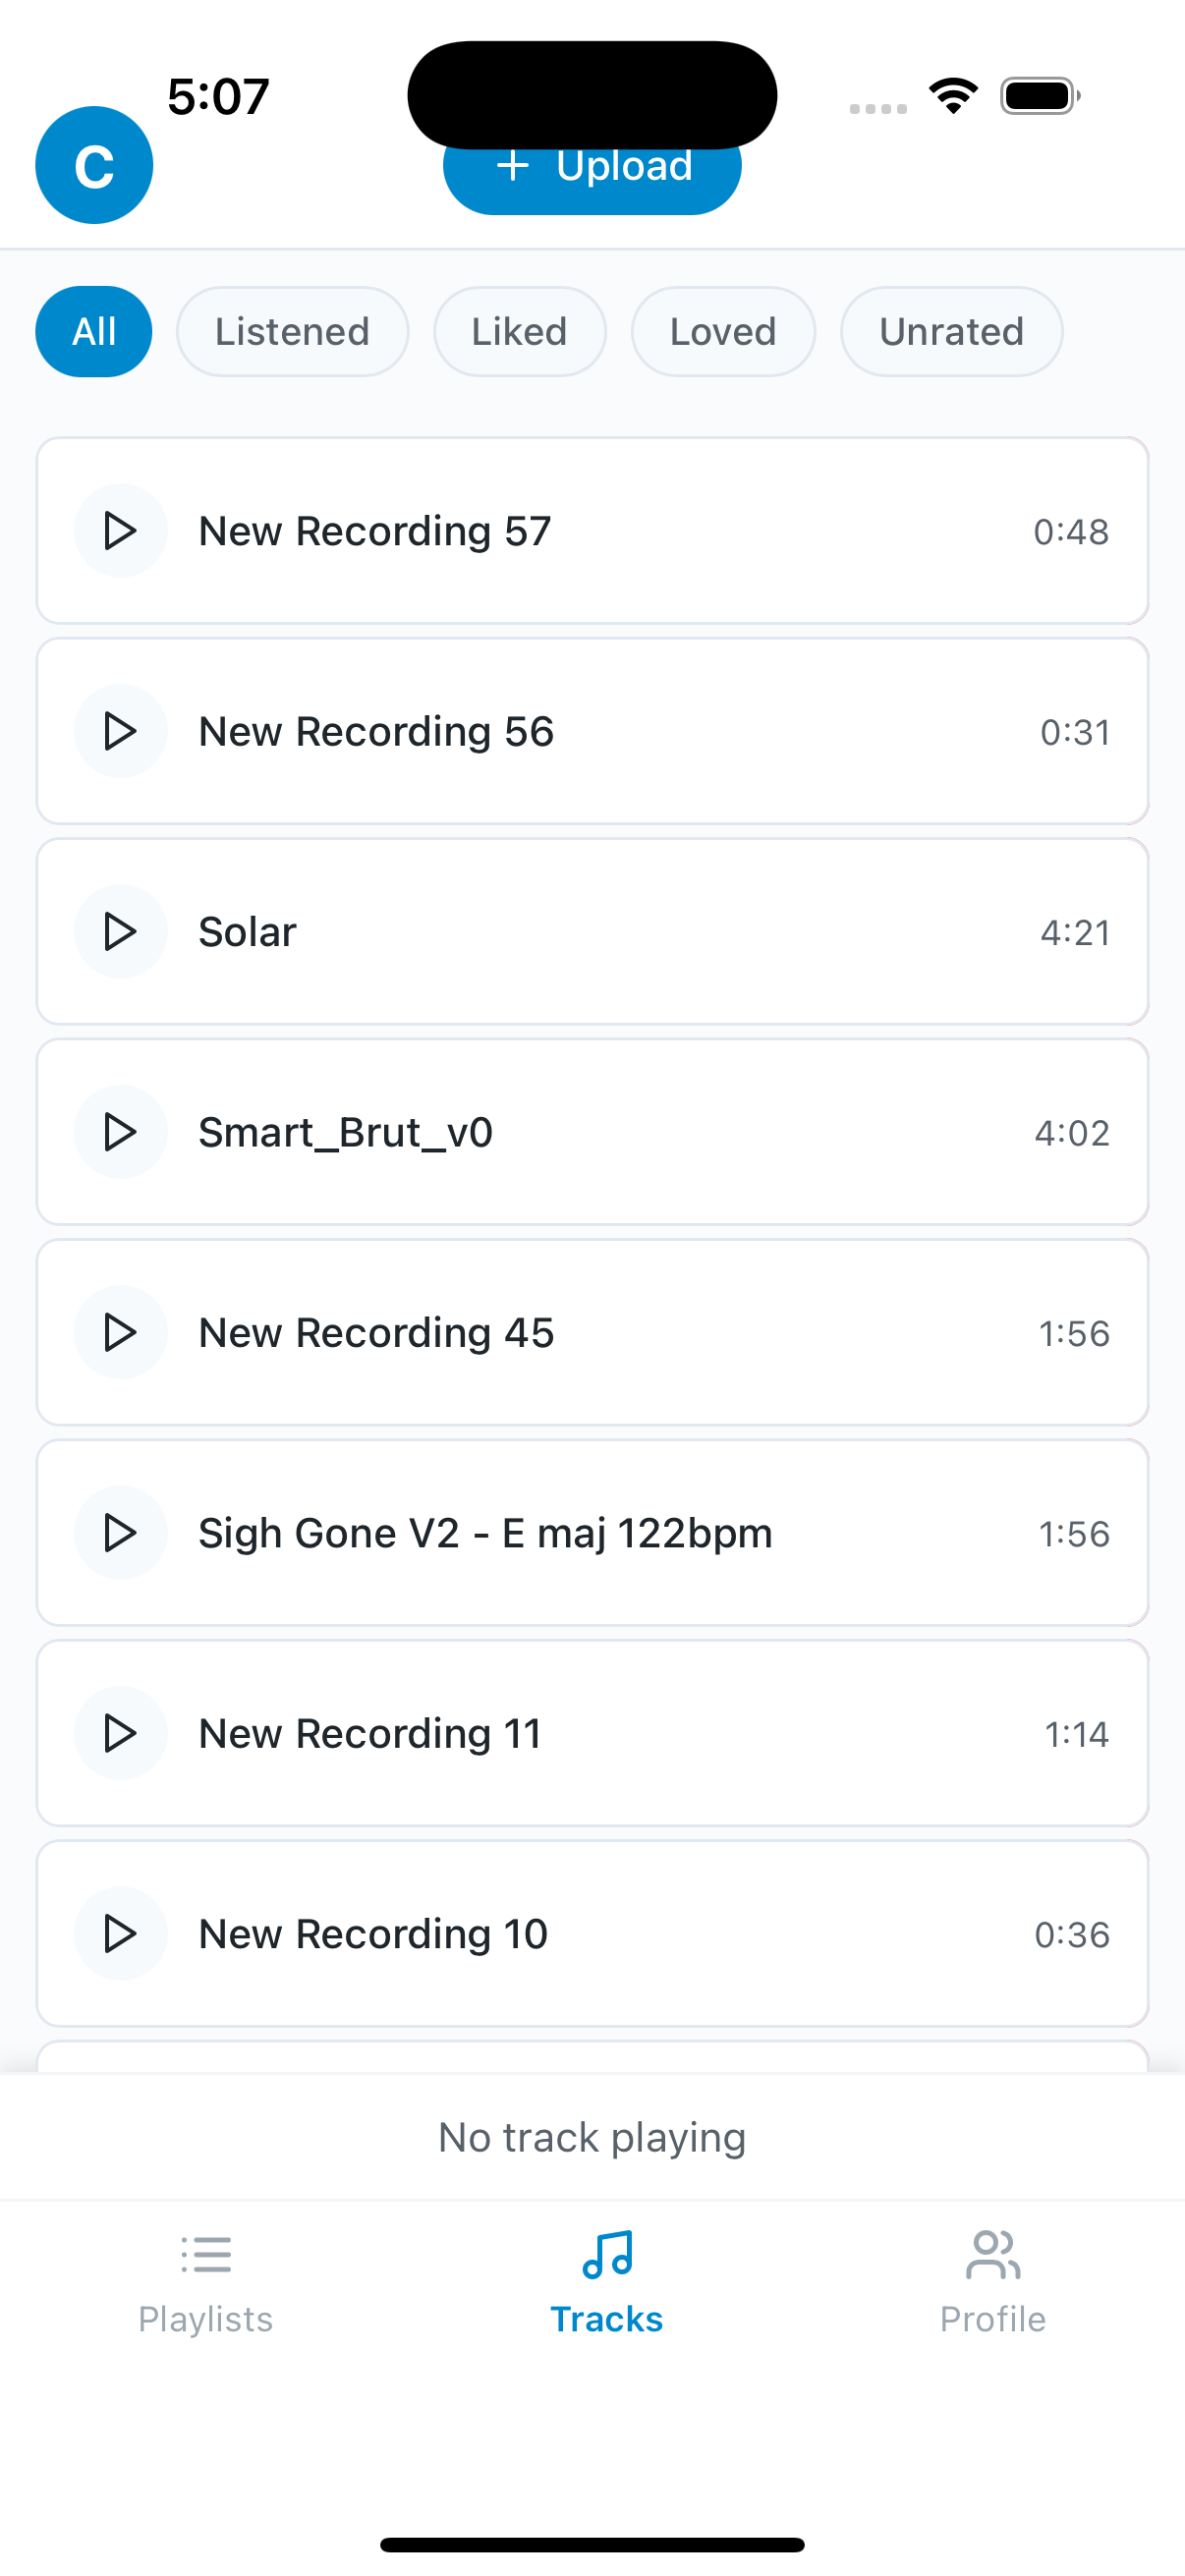 5:07
C
+ Upload
All Listened Liked Loved Unrated
New Recording 57 0:48
New Recording 56 0:31
Solar 4:21
Smart_Brut_v0 4:02
New Recording 45 1:56
Sigh Gone V2 - E maj 122bpm 1:56
New Recording 11 1:14
New Recording 10 0:36
No track playing
Playlists Tracks Profile